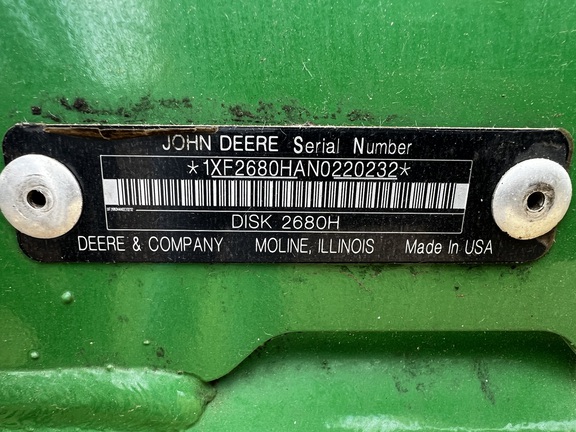 JOHN DEERE Serial Number
*1XF2680HAN0220232*
DISK 2680H
DEERE & COMPANY MOLINE, ILLINOIS Made In USA